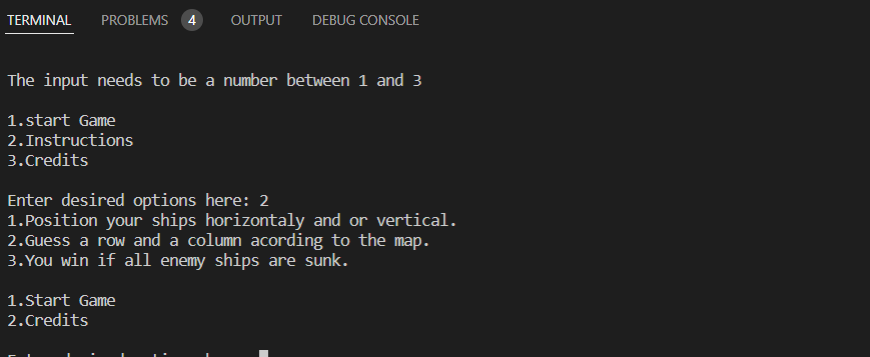 TERMINAL PROBLEMS 4 OUTPUT DEBUG CONSOLE
The input needs to be a number between 1 and 3
1.start Game
2.Instructions
3.Credits
Enter desired options here: 2
1.Position your ships horizontaly and or vertical.
2.Guess a row and a column acording to the map.
3.You win if all enemy ships are sunk.
1.Start Game
2.Credits